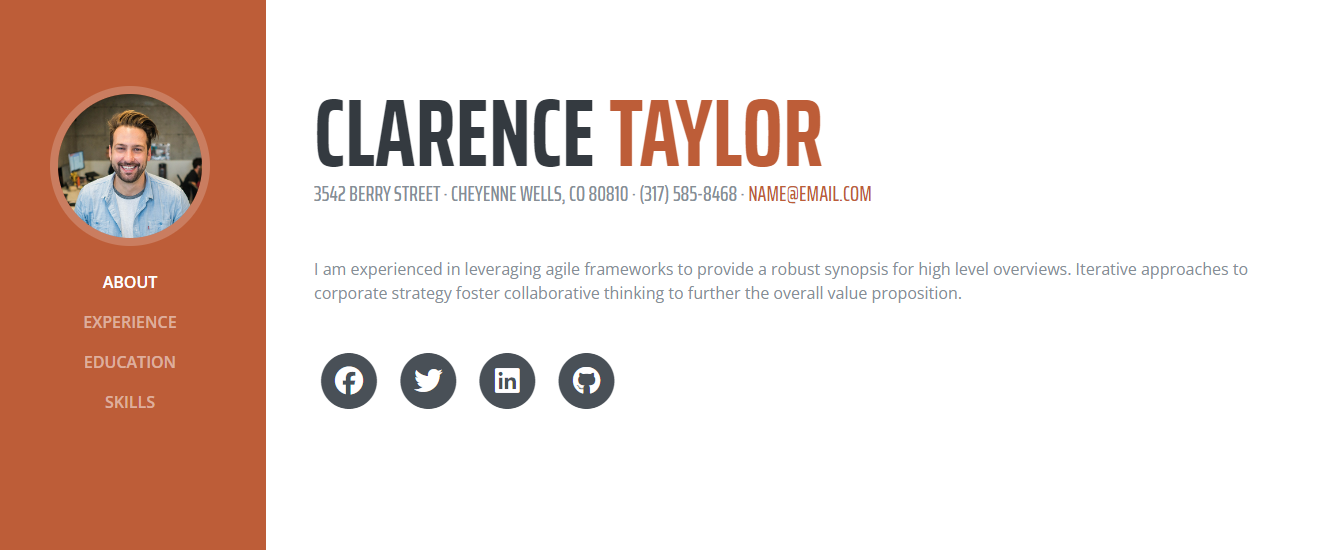 CLARENCE TAYLOR
3542 BERRY STREET · CHEYENNE WELLS, CO 80810 · (317) 585-8468 · NAME@EMAIL.COM
ABOUT
EXPERIENCE
EDUCATION
SKILLS
I am experienced in leveraging agile frameworks to provide a robust synopsis for high level overviews. Iterative approaches to
corporate strategy foster collaborative thinking to further the overall value proposition.
in